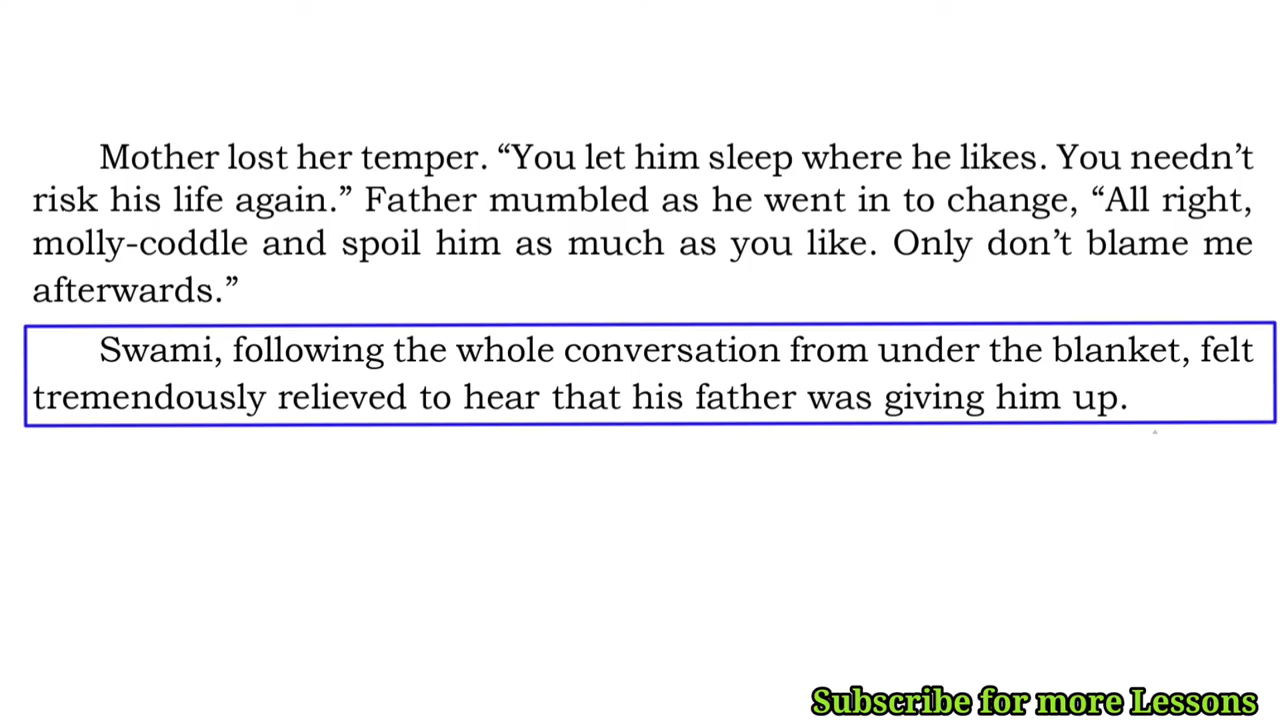 Mother lost her temper. “You let him sleep where he likes. You needn’t
risk his life again.” Father mumbled as he went in to change, “All right,
molly-coddle and spoil him as much as you like. Only don’t blame me
afterwards.”
Swami, following the whole conversation from under the blanket, felt
tremendously relieved to hear that his father was giving him up.
Subscribe for more Lessons